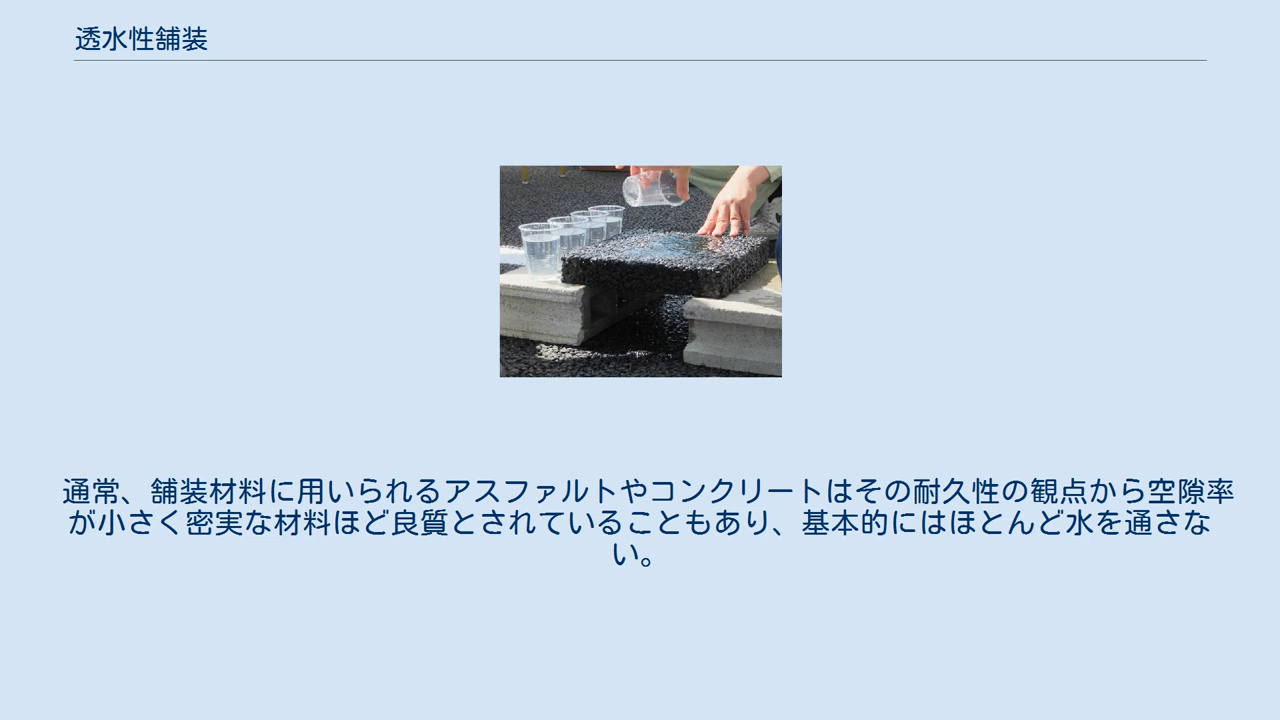 透水性舗装
通常、舗装材料に用いられるアスファルトやコンクリートはその耐久性の観点から空隙率
が小さく密実な材料ほど良質とされていることもあり、基本的にはほとんど水を通さな
い。